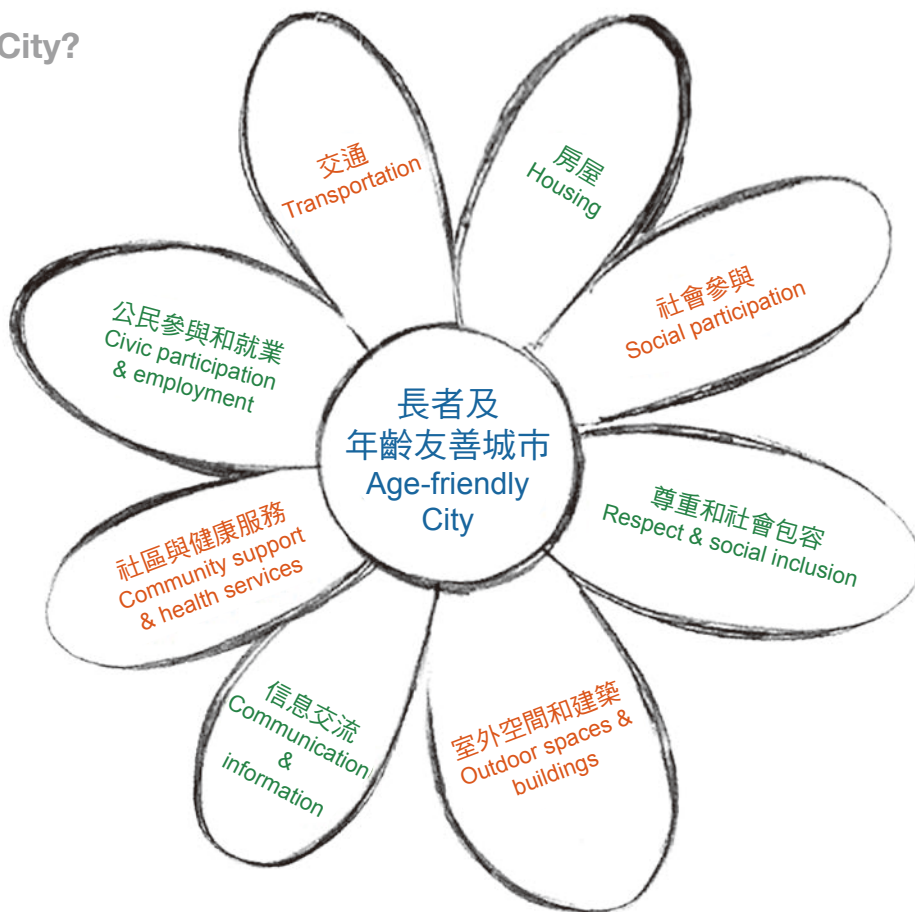 City?
交通
Transportation
房屋
Housing
社會參與
Social participation
尊重和社會包容
Respect & social inclusion
室外空間和建築
Outdoor spaces &
buildings
信息交流
Communication
&
information
社區與健康服務
Community support
& health services
公民參與和就業
Civic participation
& employment
長者及
年齡友善城市
Age-friendly
City